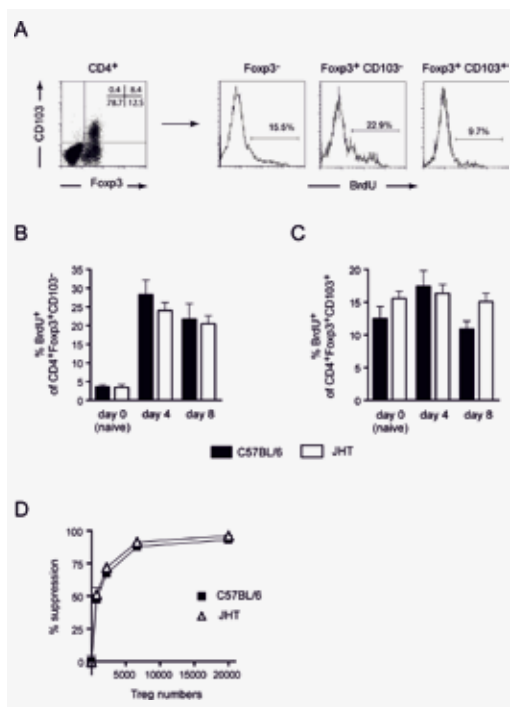 A
CD4⁺
Foxp3⁻
Foxp3⁺ CD103⁻
Foxp3⁺ CD103⁺
CD103
0.4 8.4
78.7 12.5
15.5%
22.9%
9.7%
Foxp3
BrdU
B
% BrdU⁺
of CD4⁺Foxp3⁺CD103⁻
35
30
25
20
15
10
5
0
day 0
(naive)
day 4
day 8
C
% BrdU⁺
of CD4⁺Foxp3⁺CD103⁺
20
15
10
5
0
day 0
(naive)
day 4
day 8
C57BL/6
JHT
D
% suppression
100
75
50
25
0
5000 10000 15000 20000
Treg numbers
C57BL/6
JHT